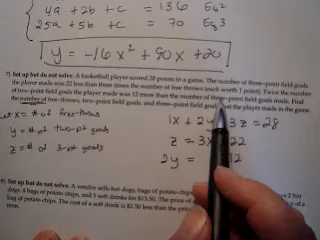 4a + 2b + c = 136 Eq 2
25a + 5b + c = 70 Eq 3
y = -16x² + 90x + 20
7) Set up but do not solve. A basketball player scored 28 points in a game. The number of three-point field goals
the player made was 22 less than three times the number of free throws (each worth 1 point). Twice the number
of two-point field goals the player made was 12 more than the number of three-point field goals made. Find
the number of free-throws, two-point field goals, and three-point field goals that the player made in the game.
let x = # of free-throws
y = # of two-pt goals
z = # of 3-pt goals
1x + 2y 3z = 28
z = 3x 22
2y = 12
8) Set up but do not solve. A vendor sells hot dogs, bags of potato chips
dogs, 4 bags of potato chips, and 5 soft drinks for $13.50. The price of
for
The cost of a soft drink is $1.50 less than the price